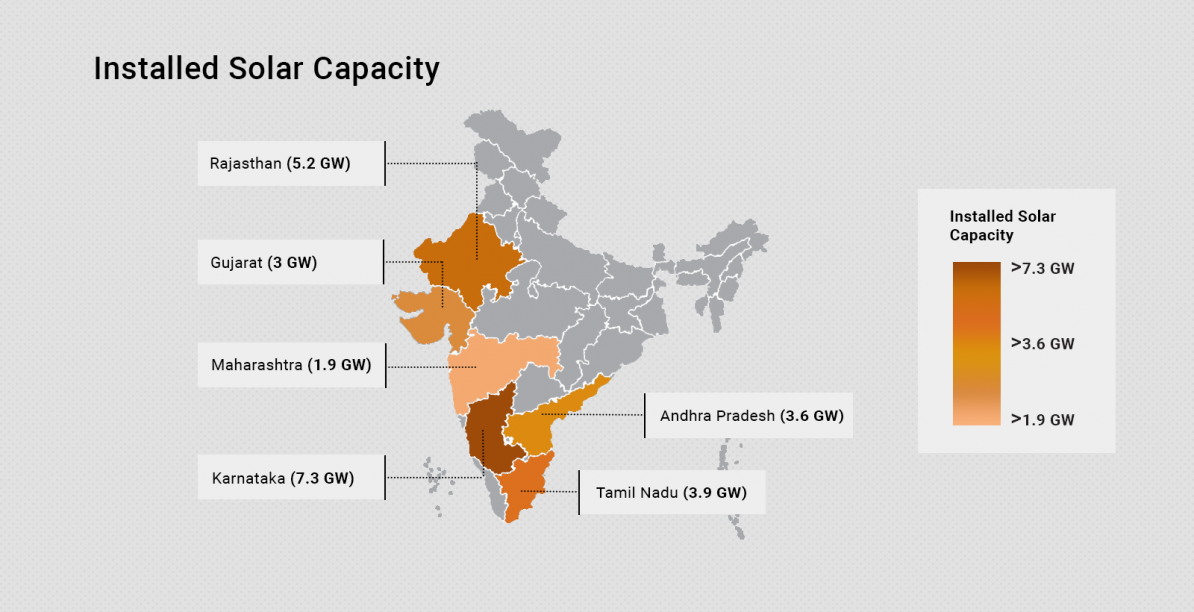 Installed Solar Capacity
Rajasthan (5.2 GW)
Gujarat (3 GW)
Maharashtra (1.9 GW)
Karnataka (7.3 GW)
Andhra Pradesh (3.6 GW)
Tamil Nadu (3.9 GW)
Installed Solar
Capacity
>7.3 GW
>3.6 GW
>1.9 GW